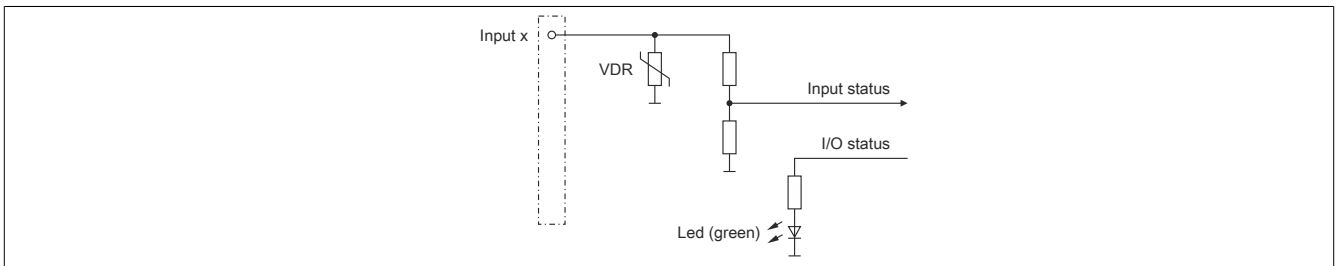 Input x
VDR
Input status
I/O status
Led (green)